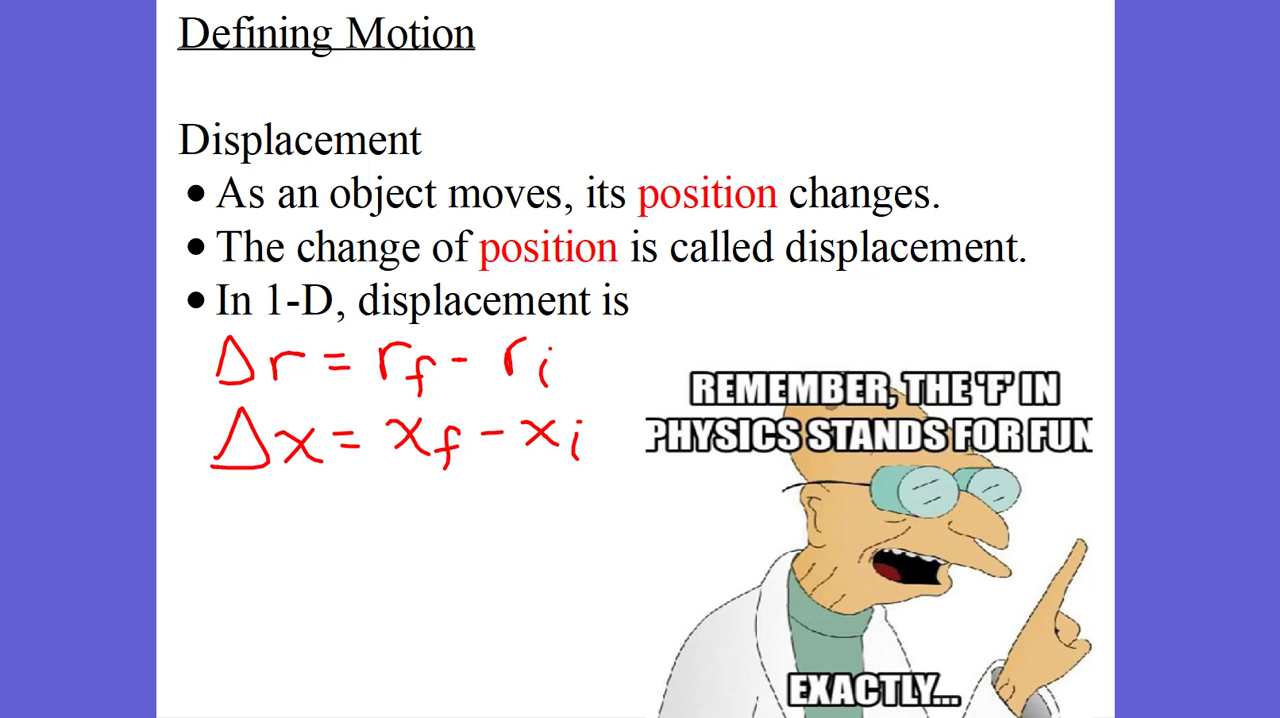 Defining Motion
Displacement
• As an object moves, its position changes.
• The change of position is called displacement.
• In 1-D, displacement is
Δr = rf - ri
Δx = xf - xi
REMEMBER, THE 'F' IN
PHYSICS STANDS FOR FUN
EXACTLY...